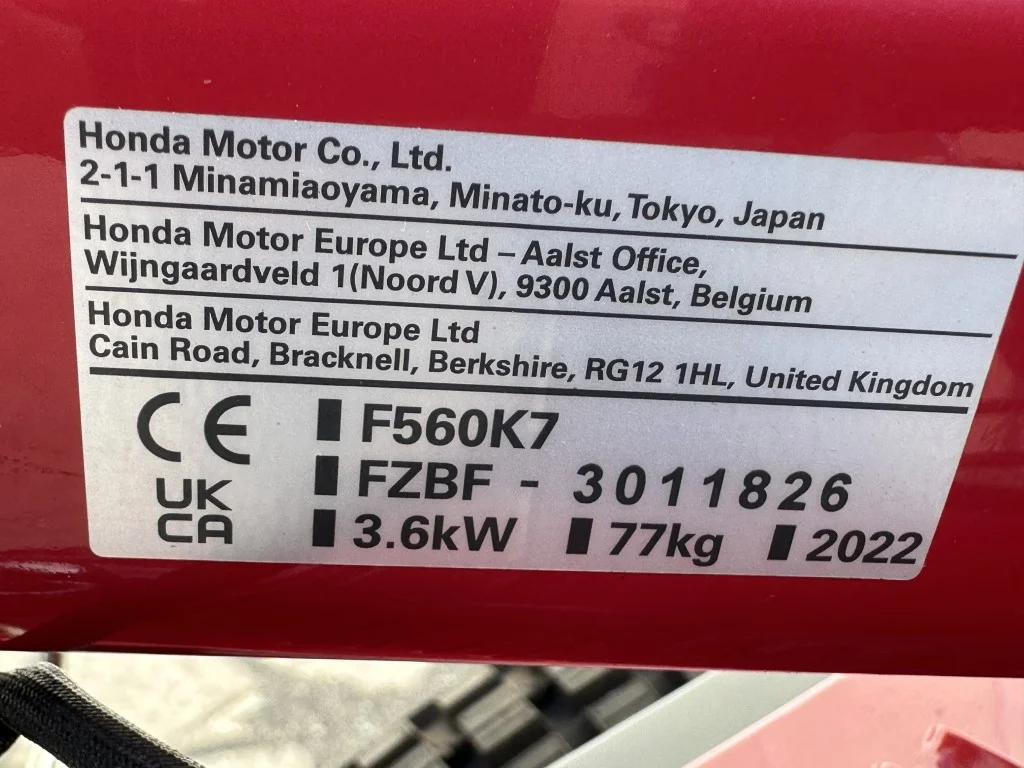 Honda Motor Co., Ltd.
2-1-1 Minamiaoyama, Minato-ku, Tokyo, Japan
Honda Motor Europe Ltd – Aalst Office,
Wijngaardveld 1(Noord V), 9300 Aalst, Belgium
Honda Motor Europe Ltd
Cain Road, Bracknell, Berkshire, RG12 1HL, United Kingdom
CE F560K7
UK FZBF - 3011826
CA 3.6kW 77kg 2022